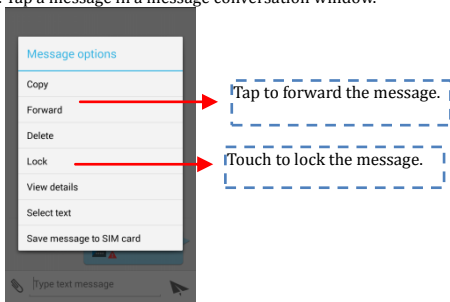 . Tap a message in a message conversation window.
Message options
Copy
Forward
Tap to forward the message.
Delete
Lock
Touch to lock the message.
View details
Select text
Save message to SIM card
Type text message